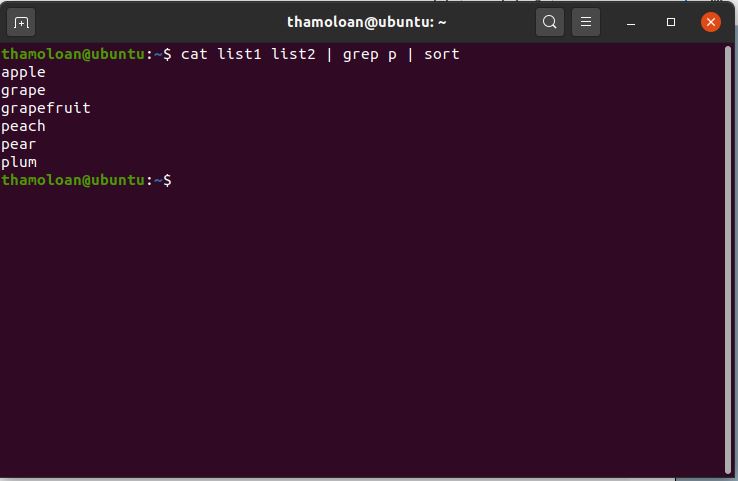 thamoloan@ubuntu: ~
thamoloan@ubuntu:~$ cat list1 list2 | grep p | sort
apple
grape
grapefruit
peach
pear
plum
thamoloan@ubuntu:~$